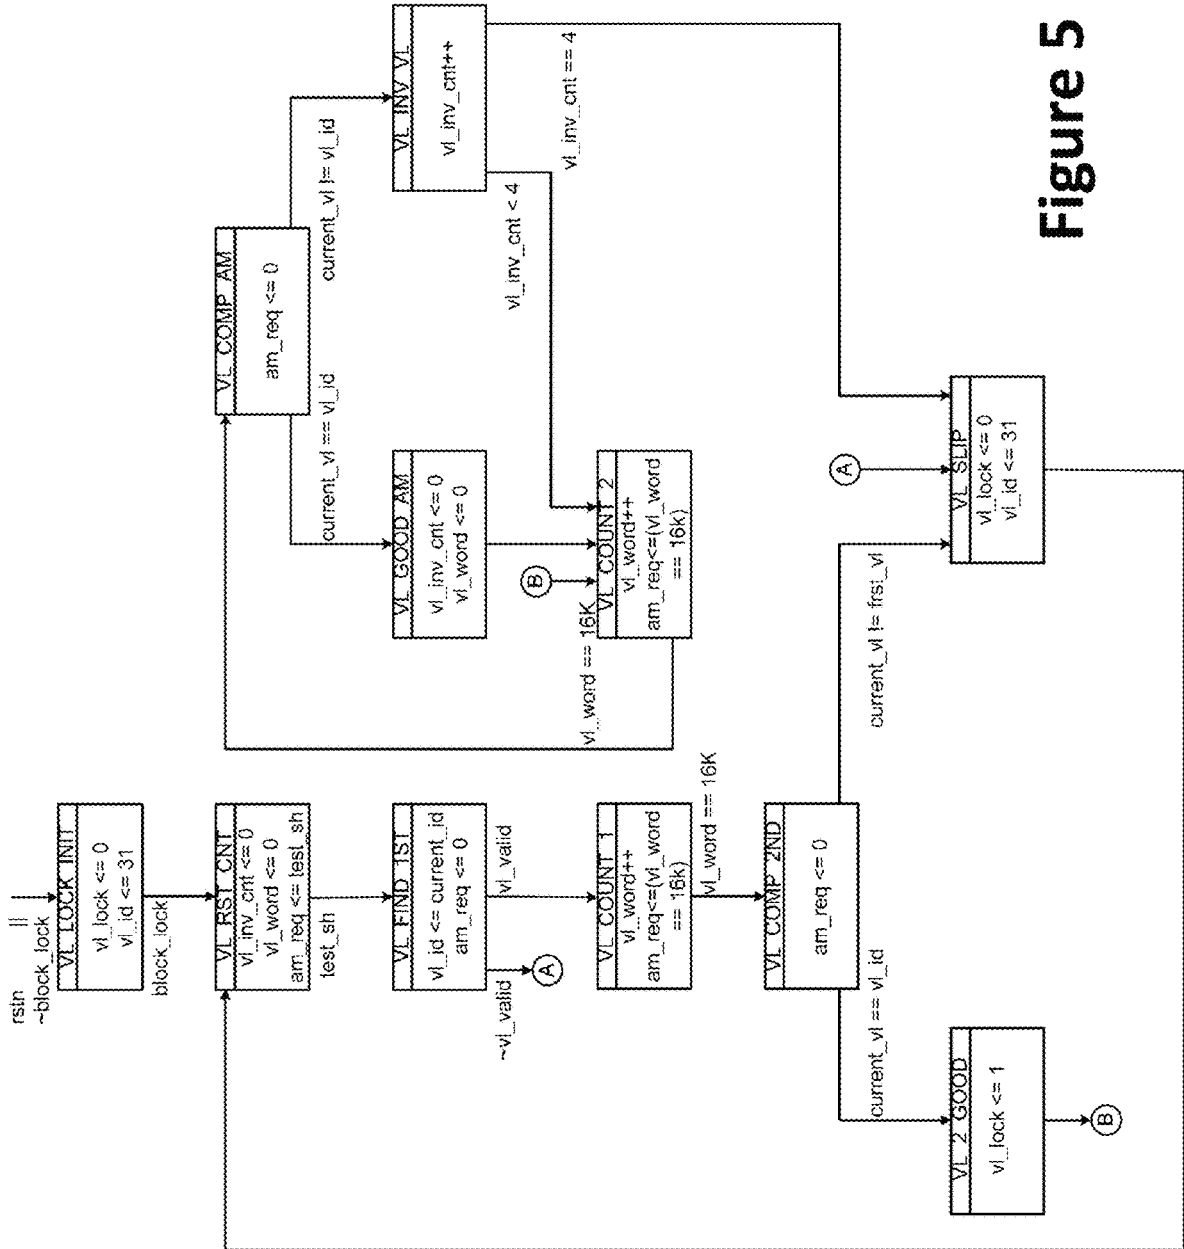 rstn ||
~block_lock
VL_LOCK_INIT
vl_lock <= 0
vl_id <= 31
block_lock
VL_RST_CNT
vl_inv_cnt <= 0
vl_word <= 0
am_req <= test_sh
test_sh
VL_FIND_1ST
vl_id <= current_id
am_req <= 0
~vl_valid
vl_valid
A
VL_COUNT_1
vl_word++
am_req<=(vl_word
== 16k)
vl_word == 16K
VL_COMP_2ND
am_req <= 0
current_vl == vl_id
current_vl != frst_vl
VL_2_GOOD
vl_lock <= 1
B
VL_COMP_AM
am_req <= 0
current_vl == vl_id
current_vl != vl_id
VL_GOOD_AM
vl_inv_cnt <= 0
vl_word <= 0
VL_INV_VL
vl_inv_cnt++
vl_inv_cnt < 4
vl_inv_cnt == 4
B
vl_word == 16K
VL_COUNT_2
vl_word++
am_req<=(vl_word
== 16k)
A
VL_SLIP
vl_lock <= 0
vl_id <= 31
Figure 5